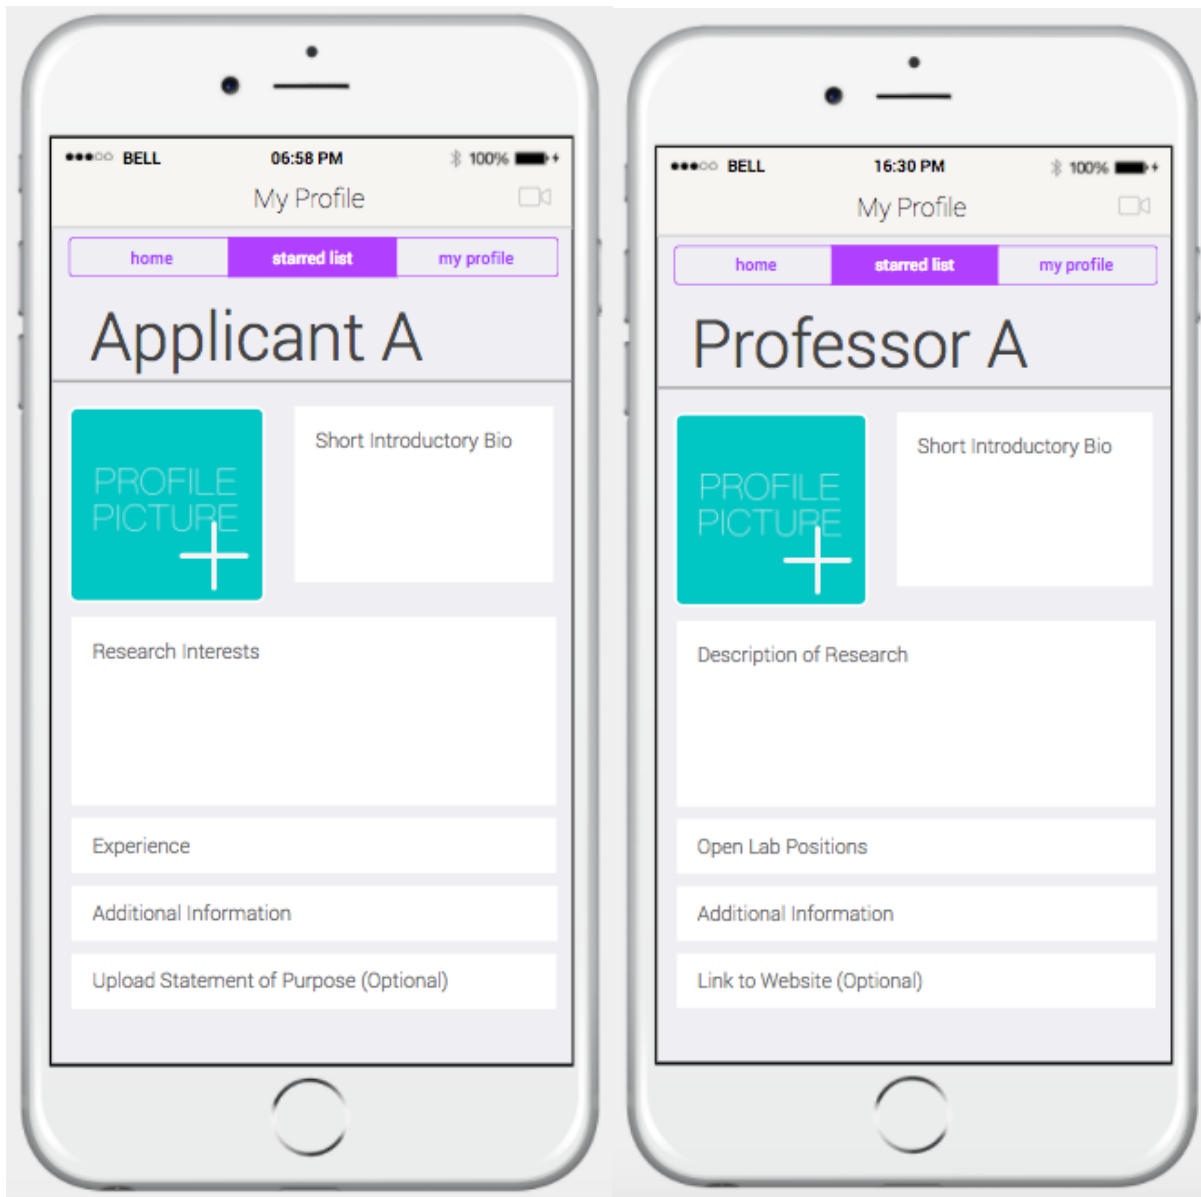 BELL 06:58 PM 100%
My Profile
home starred list my profile
Applicant A
PROFILE
PICTURE
Short Introductory Bio
Research Interests
Experience
Additional Information
Upload Statement of Purpose (Optional)
BELL 16:30 PM 100%
My Profile
home starred list my profile
Professor A
PROFILE
PICTURE
Short Introductory Bio
Description of Research
Open Lab Positions
Additional Information
Link to Website (Optional)